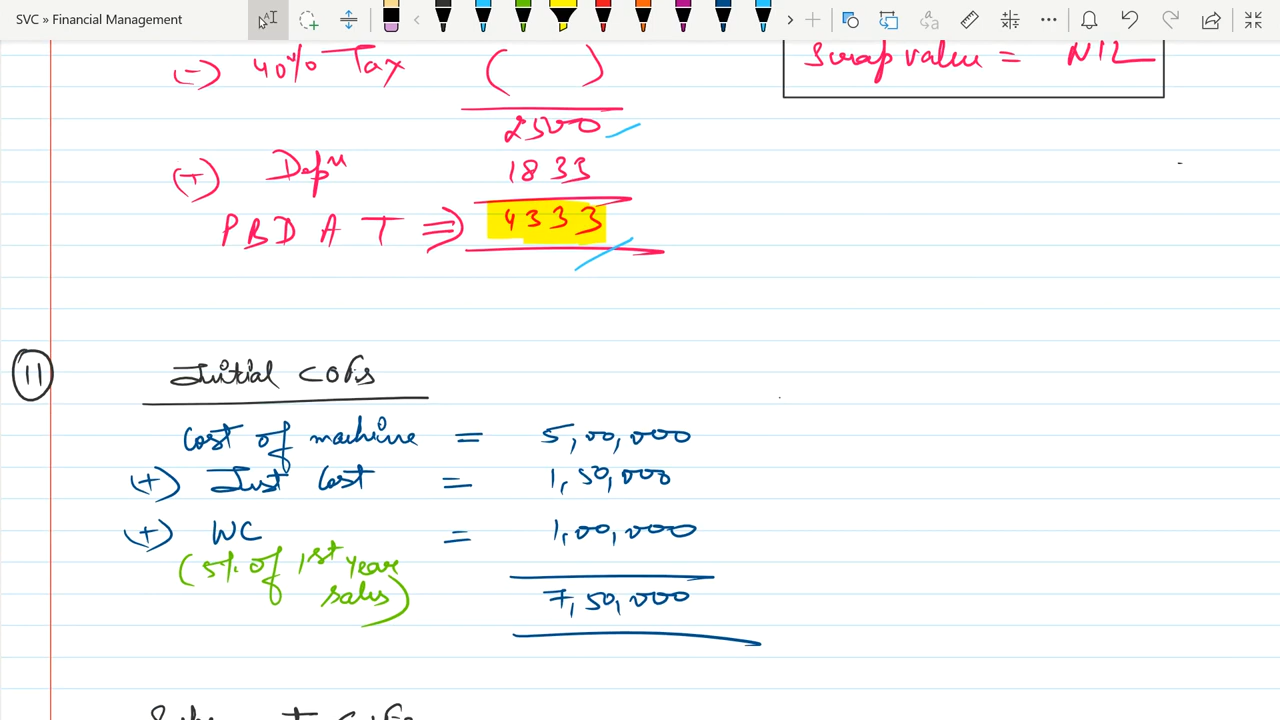 SVC » Financial Management
Scrap value = NIL
(-) 40% Tax ( )
2500
(+) Depn 1833
PBDAT ⇒ 4333
11 Initial COFs
Cost of machine = 5,00,000
(+) Inst Cost = 1,50,000
(+) WC = 1,00,000
(5% of 1st year
sales)
7,50,000